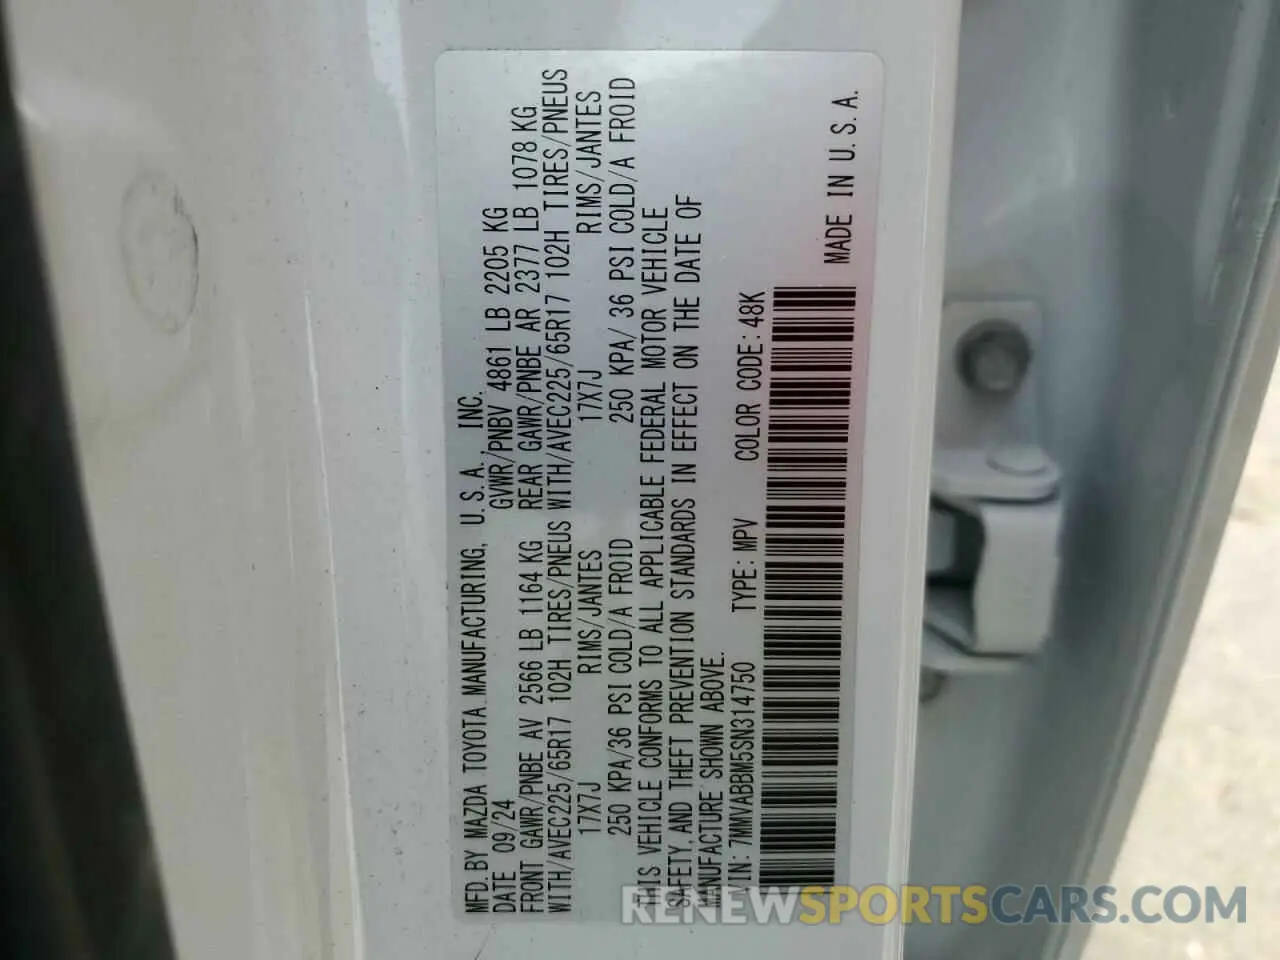 MFD. BY MAZDA TOYOTA MANUFACTURING, U.S.A., INC.
DATE 09/24 GVWR/PNBV 4861 LB 2205 KG
FRONT GAWR/PNBE AV 2566 LB 1164 KG REAR GAWR/PNBE AR 2377 LB 1078 KG
WITH/AVEC225/65R17 102H TIRES/PNEUS WITH/AVEC225/65R17 102H TIRES/PNEUS
17X7J RIMS/JANTES 17X7J RIMS/JANTES
250 KPA/36 PSI COLD/A FROID 250 KPA/ 36 PSI COLD/A FROID
THIS VEHICLE CONFORMS TO ALL APPLICABLE FEDERAL MOTOR VEHICLE
SAFETY, AND THEFT PREVENTION STANDARDS IN EFFECT ON THE DATE OF
MANUFACTURE SHOWN ABOVE.
VIN: 7MMVABBM5SN314750 TYPE: MPV COLOR CODE: 48K
MADE IN U.S.A.
RENEWSPORTSCARS.COM